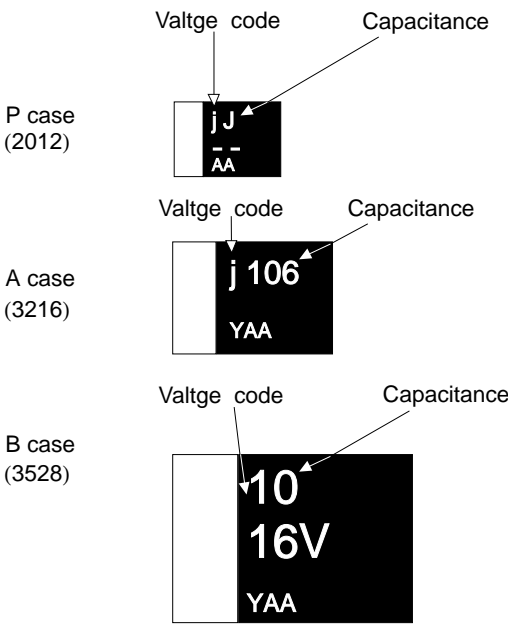 Valtge code Capacitance
P case
(2012)
j J
AA
Valtge code Capacitance
A case
(3216)
j 106
YAA
Valtge code Capacitance
B case
(3528)
10
16V
YAA